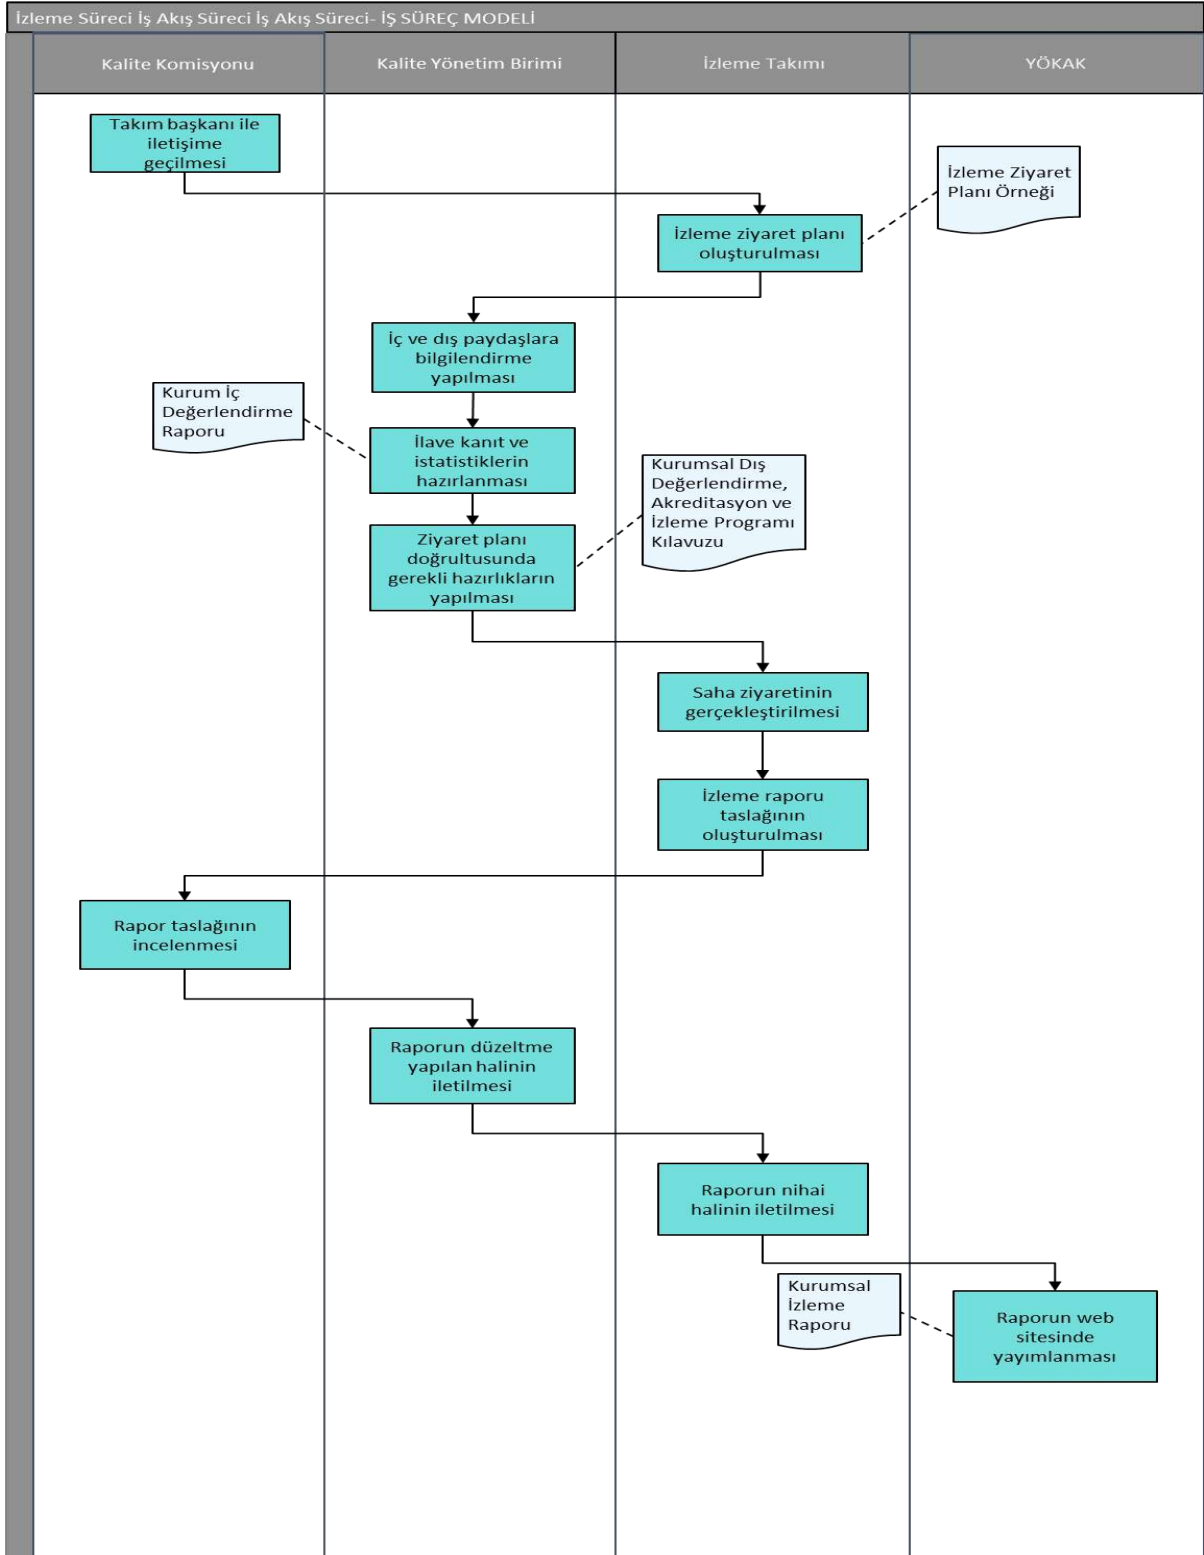 İzleme Süreci İş Akış Süreci İş Akış Süreci- İŞ SÜREÇ MODELİ
Kalite Komisyonu
Kalite Yönetim Birimi
İzleme Takımı
YÖKAK
Takım başkanı ile
iletişime
geçilmesi
İzleme Ziyaret
Planı Örneği
İzleme ziyaret planı
oluşturulması
İç ve dış paydaşlara
bilgilendirme
yapılması
Kurum İç
Değerlendirme
Raporu
İlave kanıt ve
istatistiklerin
hazırlanması
Kurumsal Dış
Değerlendirme,
Akreditasyon ve
İzleme Programı
Kılavuzu
Ziyaret planı
doğrultusunda
gerekli hazırlıkların
yapılması
Saha ziyaretinin
gerçekleştirilmesi
İzleme raporu
taslağının
oluşturulması
Rapor taslağının
incelenmesi
Raporun düzeltme
yapılan halinin
iletilmesi
Raporun nihai
halinin iletilmesi
Kurumsal
İzleme
Raporu
Raporun web
sitesinde
yayımlanması